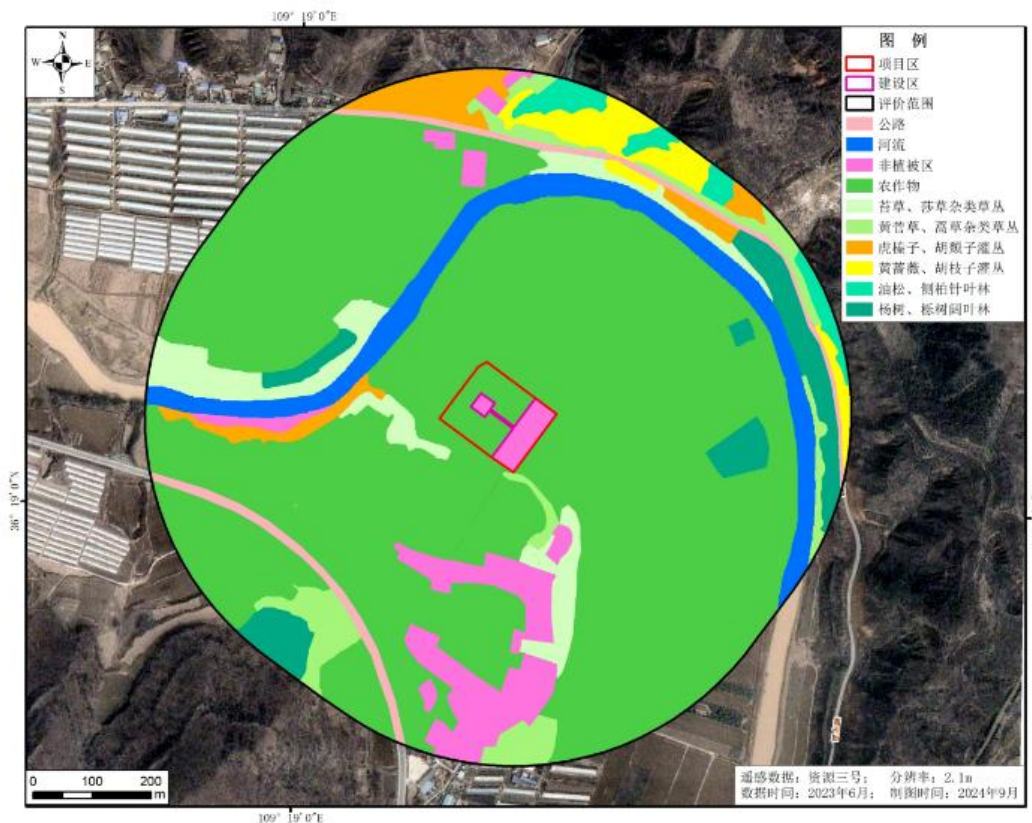 109° 19′0″E
N
W E
S
图 例
项目区
建设区
评价范围
公路
河流
非植被区
农作物
苔草、莎草杂类草丛
黄背草、蒿草杂类草丛
虎榛子、胡颓子灌丛
黄蔷薇、胡枝子灌丛
油松、侧柏针叶林
杨树、栎树阔叶林
36° 19′0″N
0 100 200
m
遥感数据：资源三号； 分辨率：2.1m
数据时间：2023年6月； 制图时间：2024年9月
109° 19′0″E